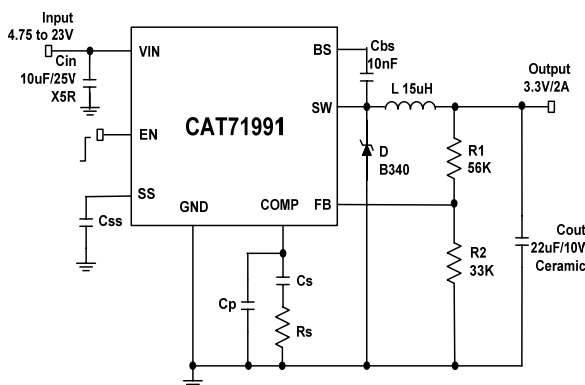 Input
4.75 to 23V
Cin
10uF/25V
X5R
VIN
EN
SS
Css
CAT71991
GND
COMP
BS
SW
FB
Cbs
10nF
L 15uH
Output
3.3V/2A
D
B340
R1
56K
R2
33K
Cout
22uF/10V
Ceramic
Cp
Cs
Rs